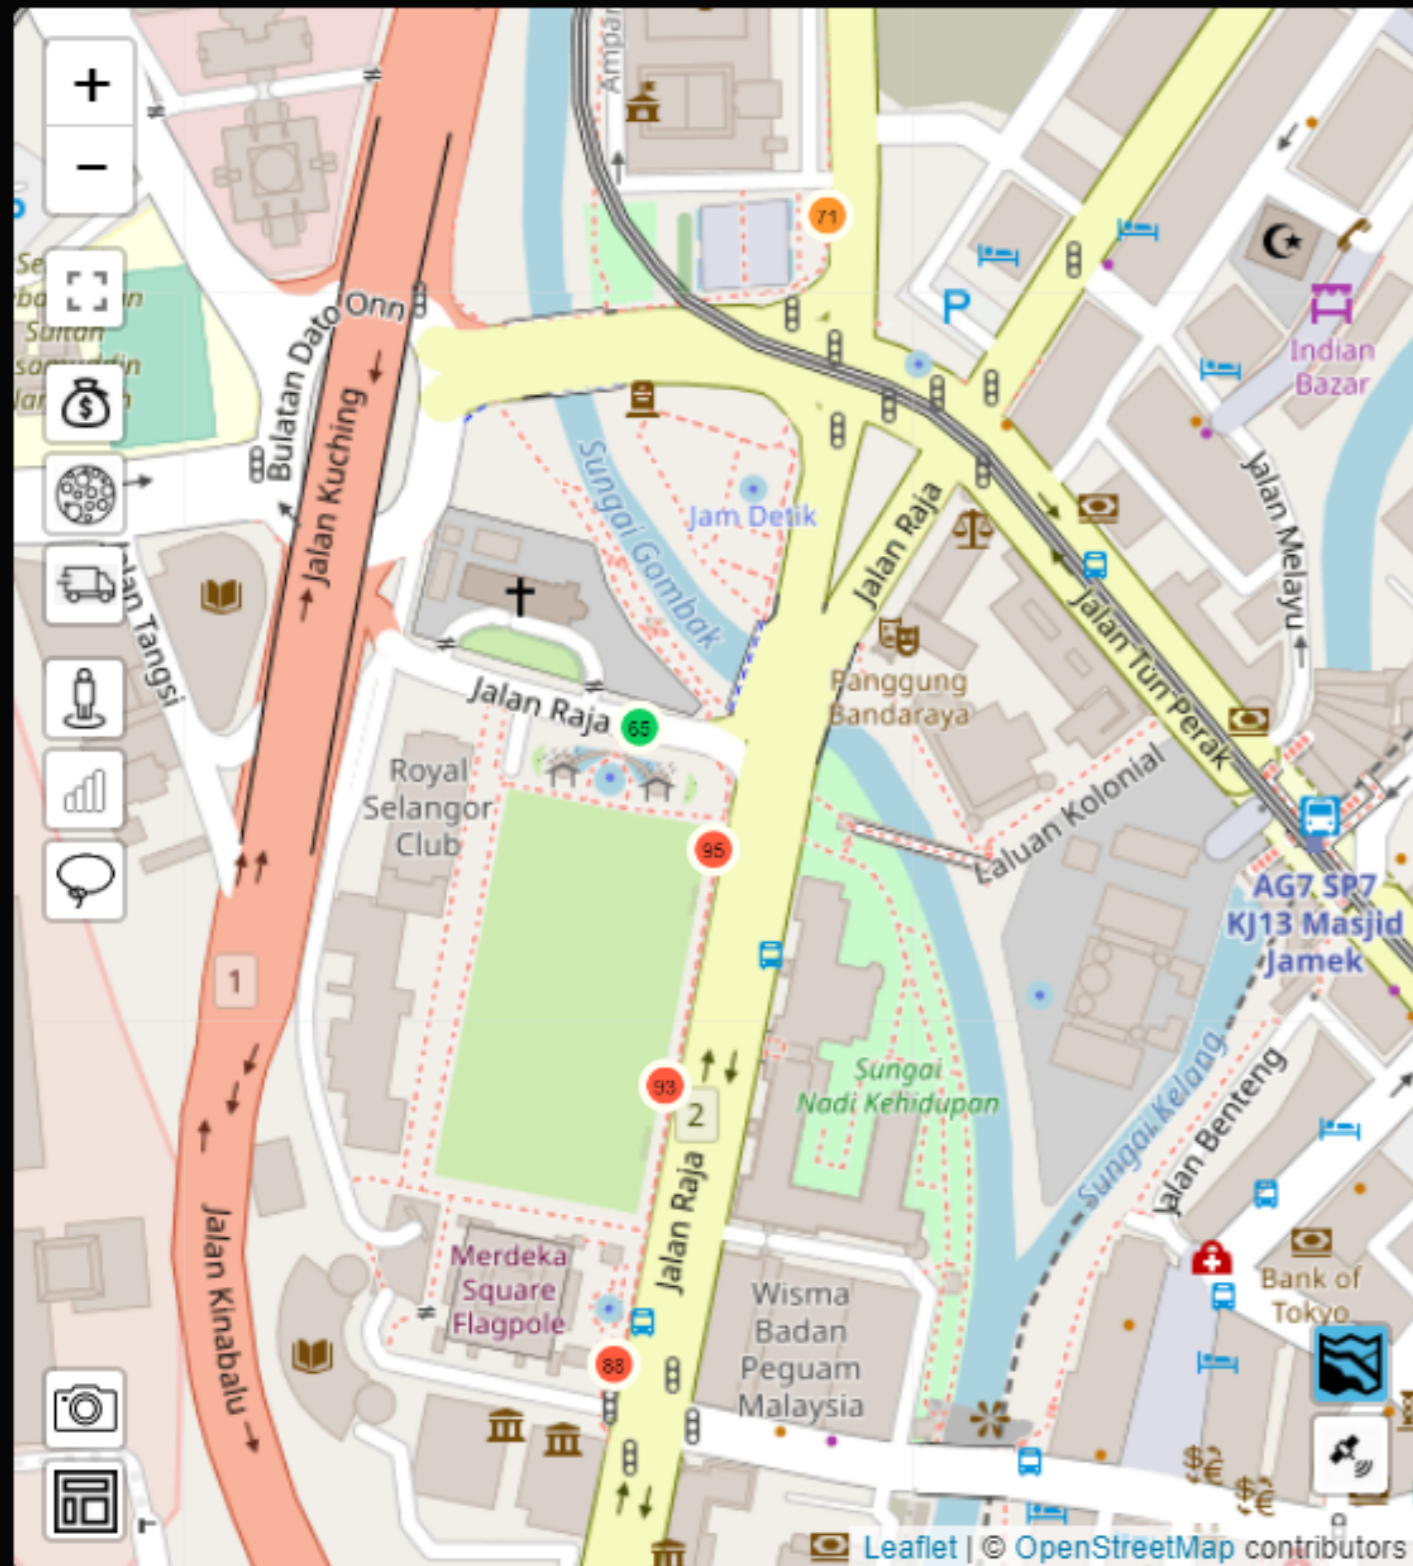 Ampan
+
−
71
Bulatan Dato Onn
P
Indian
Bazar
Jalan Kuching
Sungai Gombak
Jam Detik
Jalan Raja
Jalan Melayu
Jalan Tangsi
Jalan Tun Perak
Panggung
Bandaraya
Jalan Raja
65
Royal
Selangor
Club
Laluan Kolonial
95
AG7 SP7
KJ13 Masjid
Jamek
1
Sungai
Nadi Kehidupan
93
2
Sungai Kelang
Jalan Benteng
Jalan Raja
Jalan Kinabalu
Merdeka
Square
Flagpole
Wisma
Badan
Peguam
Malaysia
Bank of
Tokyo
88
Leaflet | © OpenStreetMap contributors